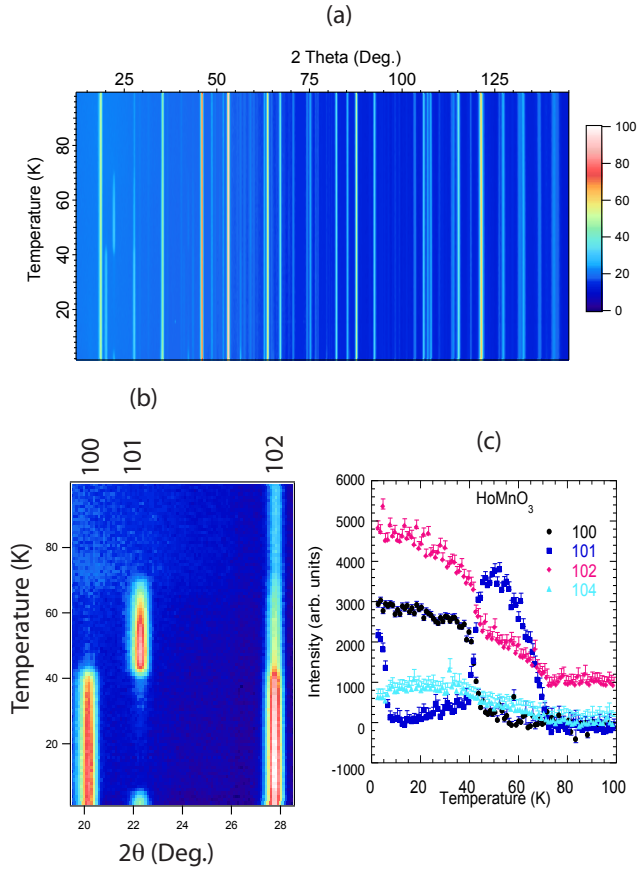 (a)
2 Theta (Deg.)
25 50 75 100 125
Temperature (K)
80
60
40
20
100
80
60
40
20
0
(b)
100 101 102
Temperature (K)
80
60
40
20
20 22 24 26 28
2θ (Deg.)
(c)
HoMnO3
100
101
102
104
Intensity (arb. units)
6000
5000
4000
3000
2000
1000
0
-1000
0 20 40 60 80 100
Temperature (K)